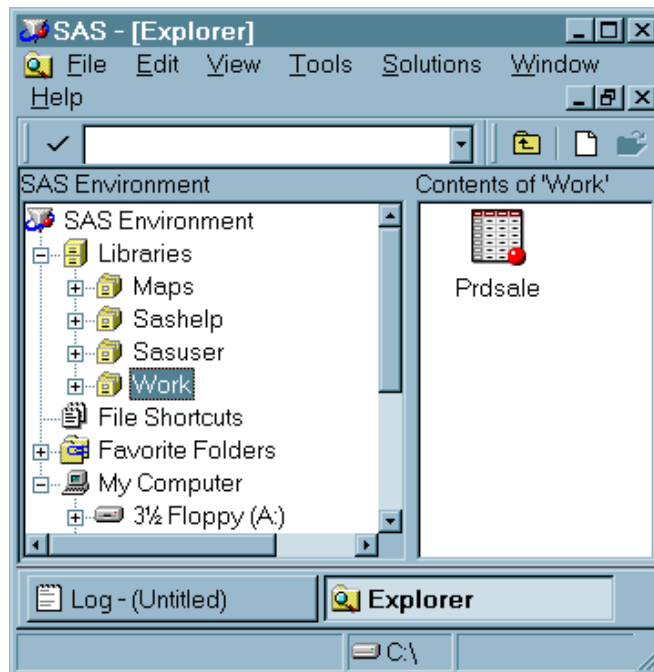 SAS - [Explorer]
File Edit View Tools Solutions Window
Help
SAS Environment
Contents of 'Work'
SAS Environment
Libraries
Maps
Sashelp
Sasuser
Work
File Shortcuts
Favorite Folders
My Computer
3½ Floppy (A:)
Prdsale
Log - (Untitled)
Explorer
C:\